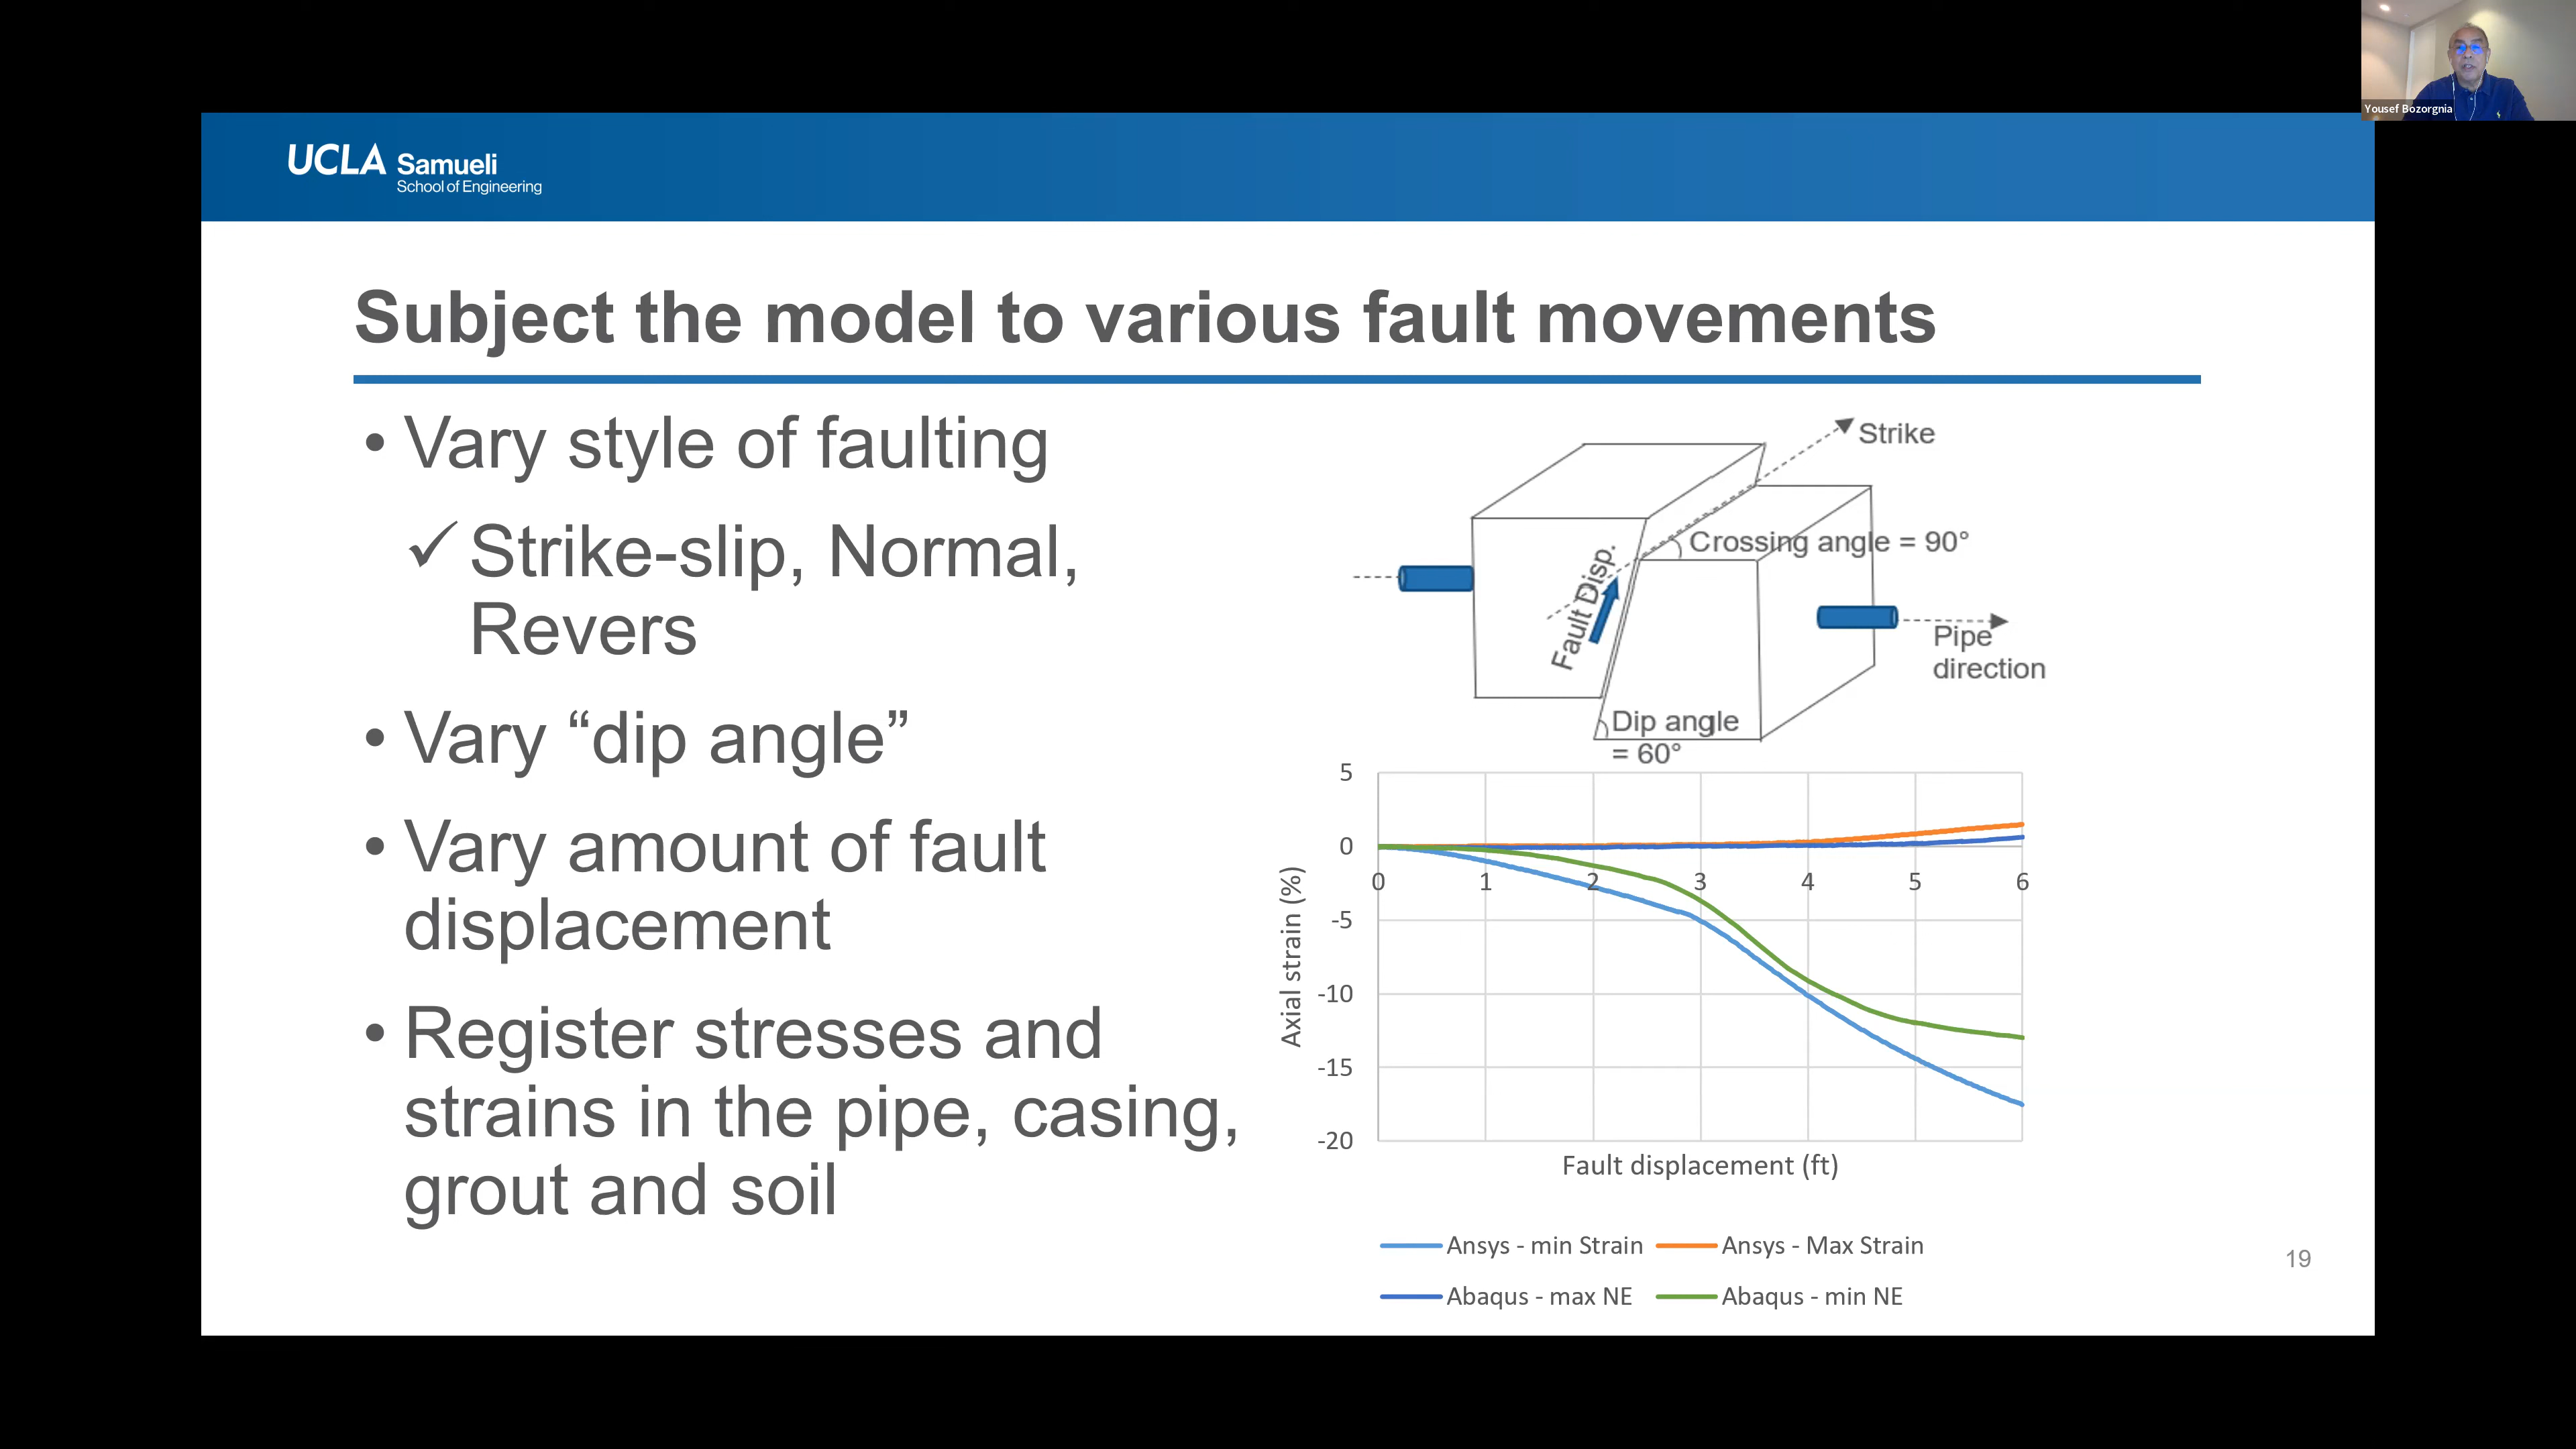 Yousef Bozorgnia
UCLA Samueli
School of Engineering
Subject the model to various fault movements
• Vary style of faulting
✓ Strike-slip, Normal,
Revers
• Vary “dip angle”
• Vary amount of fault
displacement
• Register stresses and
strains in the pipe, casing,
grout and soil
Strike
Crossing angle = 90°
Fault Disp.
Pipe
direction
Dip angle
= 60°
5
0
-5
-10
-15
-20
0 1 2 3 4 5 6
Axial strain (%)
Fault displacement (ft)
Ansys - min Strain Ansys - Max Strain
Abaqus - max NE Abaqus - min NE
19